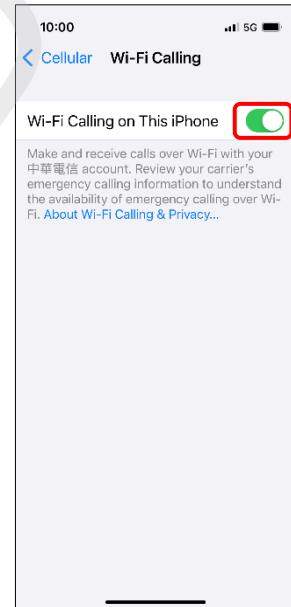 10:00 5G
Cellular Wi-Fi Calling
Wi-Fi Calling on This iPhone
Make and receive calls over Wi-Fi with your
中華電信 account. Review your carrier's
emergency calling information to understand
the availability of emergency calling over Wi-
Fi. About Wi-Fi Calling & Privacy...